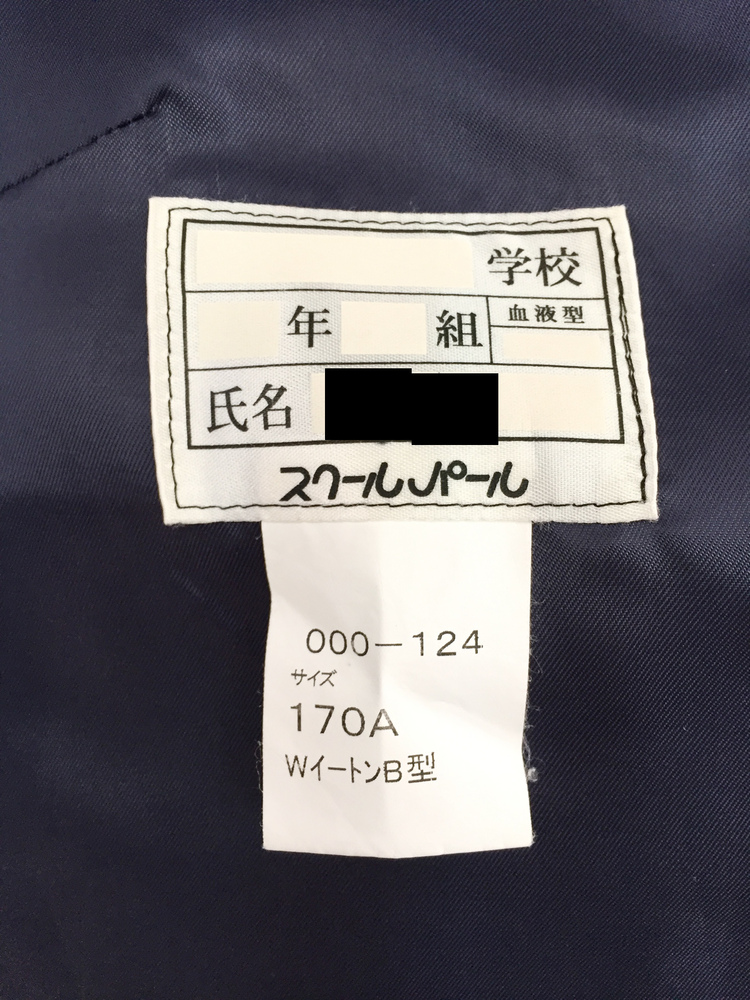 学校
年 組 血液型
氏名
スクールパール
000-124
サイズ
170A
WイートンB型